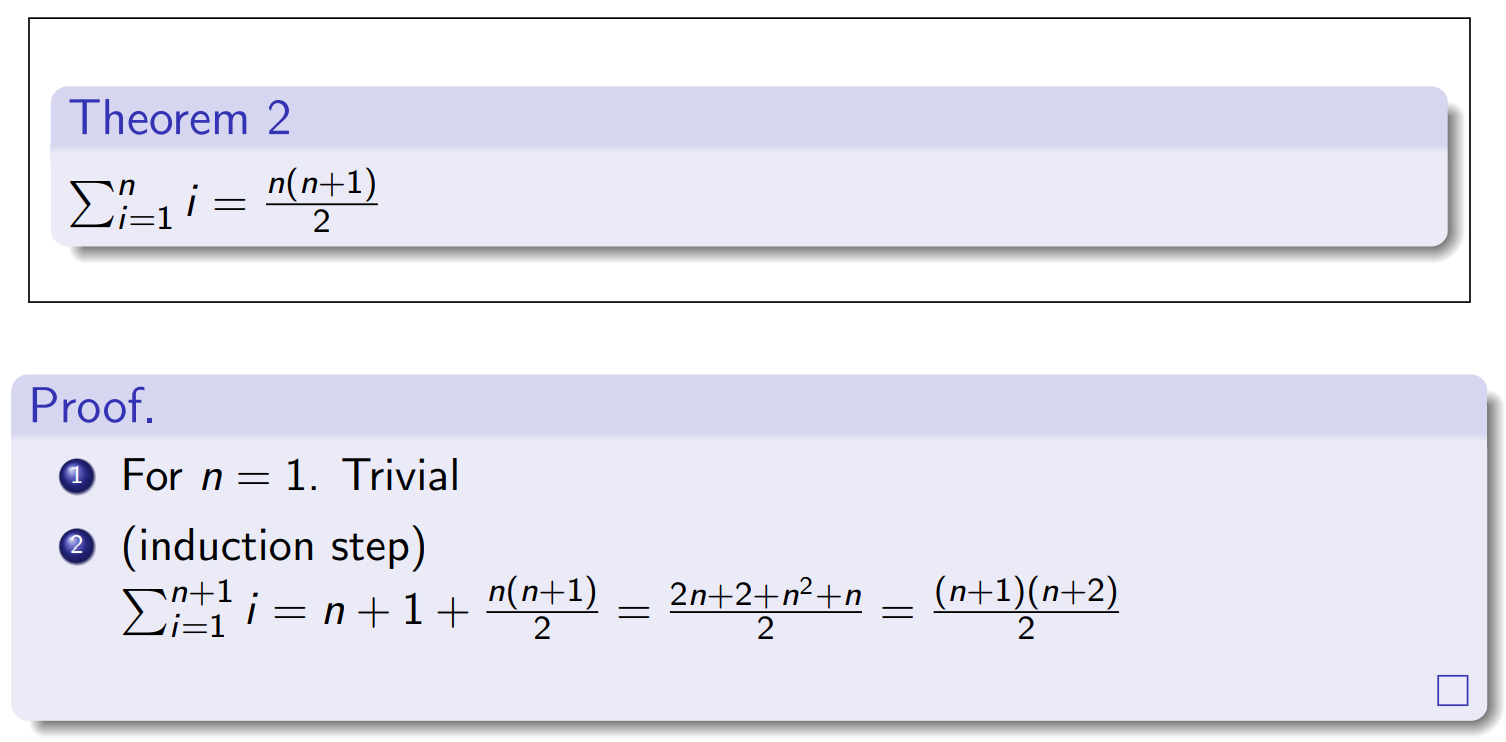 Theorem 2
$\sum_{i=1}^{n} i = \frac{n(n+1)}{2}$
Proof.
1 For $n = 1$. Trivial
2 (induction step)
$\sum_{i=1}^{n+1} i = n + 1 + \frac{n(n+1)}{2} = \frac{2n+2+n^2+n}{2} = \frac{(n+1)(n+2)}{2}$
□